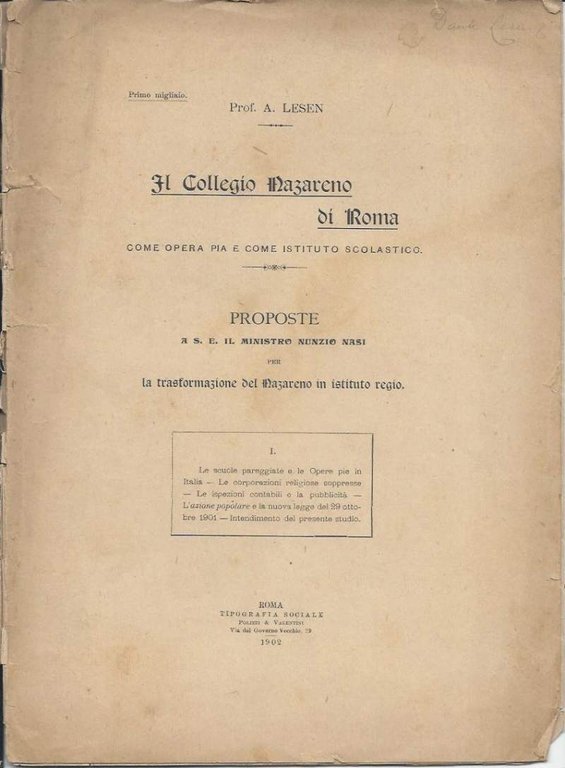 Primo migliaio.
Prof. A. LESEN
Il Collegio Nazareno
di Roma
COME OPERA PIA E COME ISTITUTO SCOLASTICO.
PROPOSTE
A S. E. IL MINISTRO NUNZIO NASI
PER
la trasformazione del Nazareno in istituto regio.
I.
Le scuole pareggiate e le Opere pie in
Italia — Le corporazioni religiose soppresse
— Le ispezioni contabili e la pubblicità —
L'azione popolare e la nuova legge del 29 otto-
bre 1901 — Intendimento del presente studio.
ROMA
TIPOGRAFIA SOCIALE
POLIZZI & VALENTINI
Via del Governo Vecchio, 39
1902